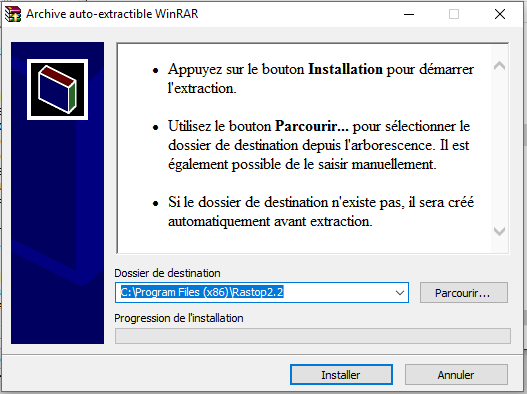 Archive auto-extractible WinRAR
Appuyez sur le bouton Installation pour démarrer
l'extraction.
Utilisez le bouton Parcourir... pour sélectionner le
dossier de destination depuis l'arborescence. Il est
également possible de le saisir manuellement.
Si le dossier de destination n'existe pas, il sera créé
automatiquement avant extraction.
Dossier de destination
C:\Program Files (x86)\Rastop2.2
Parcourir...
Progression de l'installation
Installer
Annuler